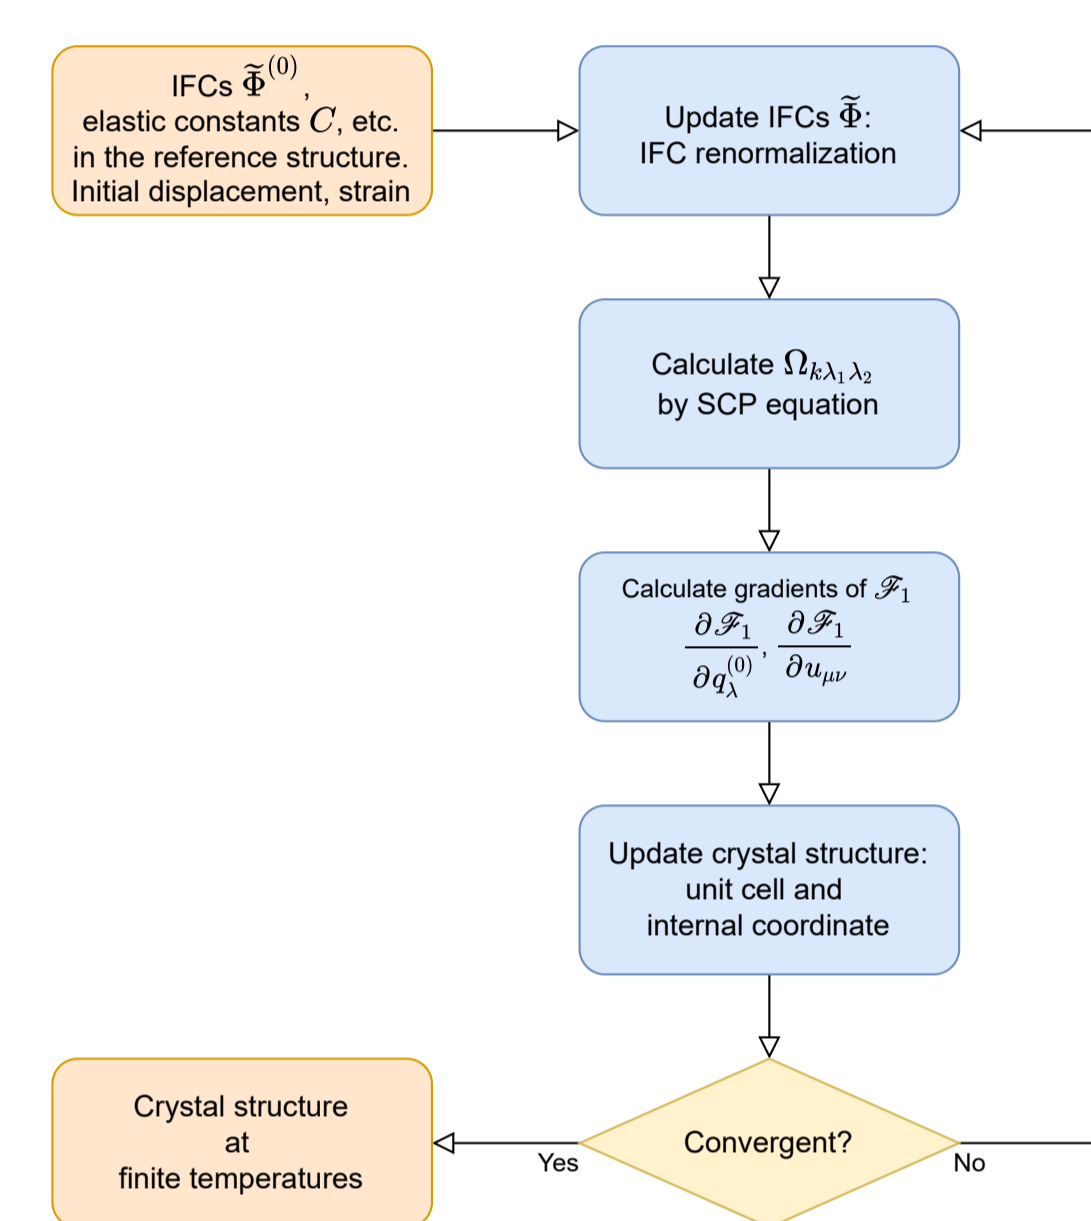 IFCs Φ̃⁽⁰⁾,
elastic constants C, etc.
in the reference structure.
Initial displacement, strain
Update IFCs Φ̃:
IFC renormalization
Calculate Ω_{kλ₁λ₂}
by SCP equation
Calculate gradients of ℱ₁
∂ℱ₁/∂q_λ^{(0)}, ∂ℱ₁/∂u_{μν}
Update crystal structure:
unit cell and
internal coordinate
Convergent?
Yes
No
Crystal structure
at
finite temperatures